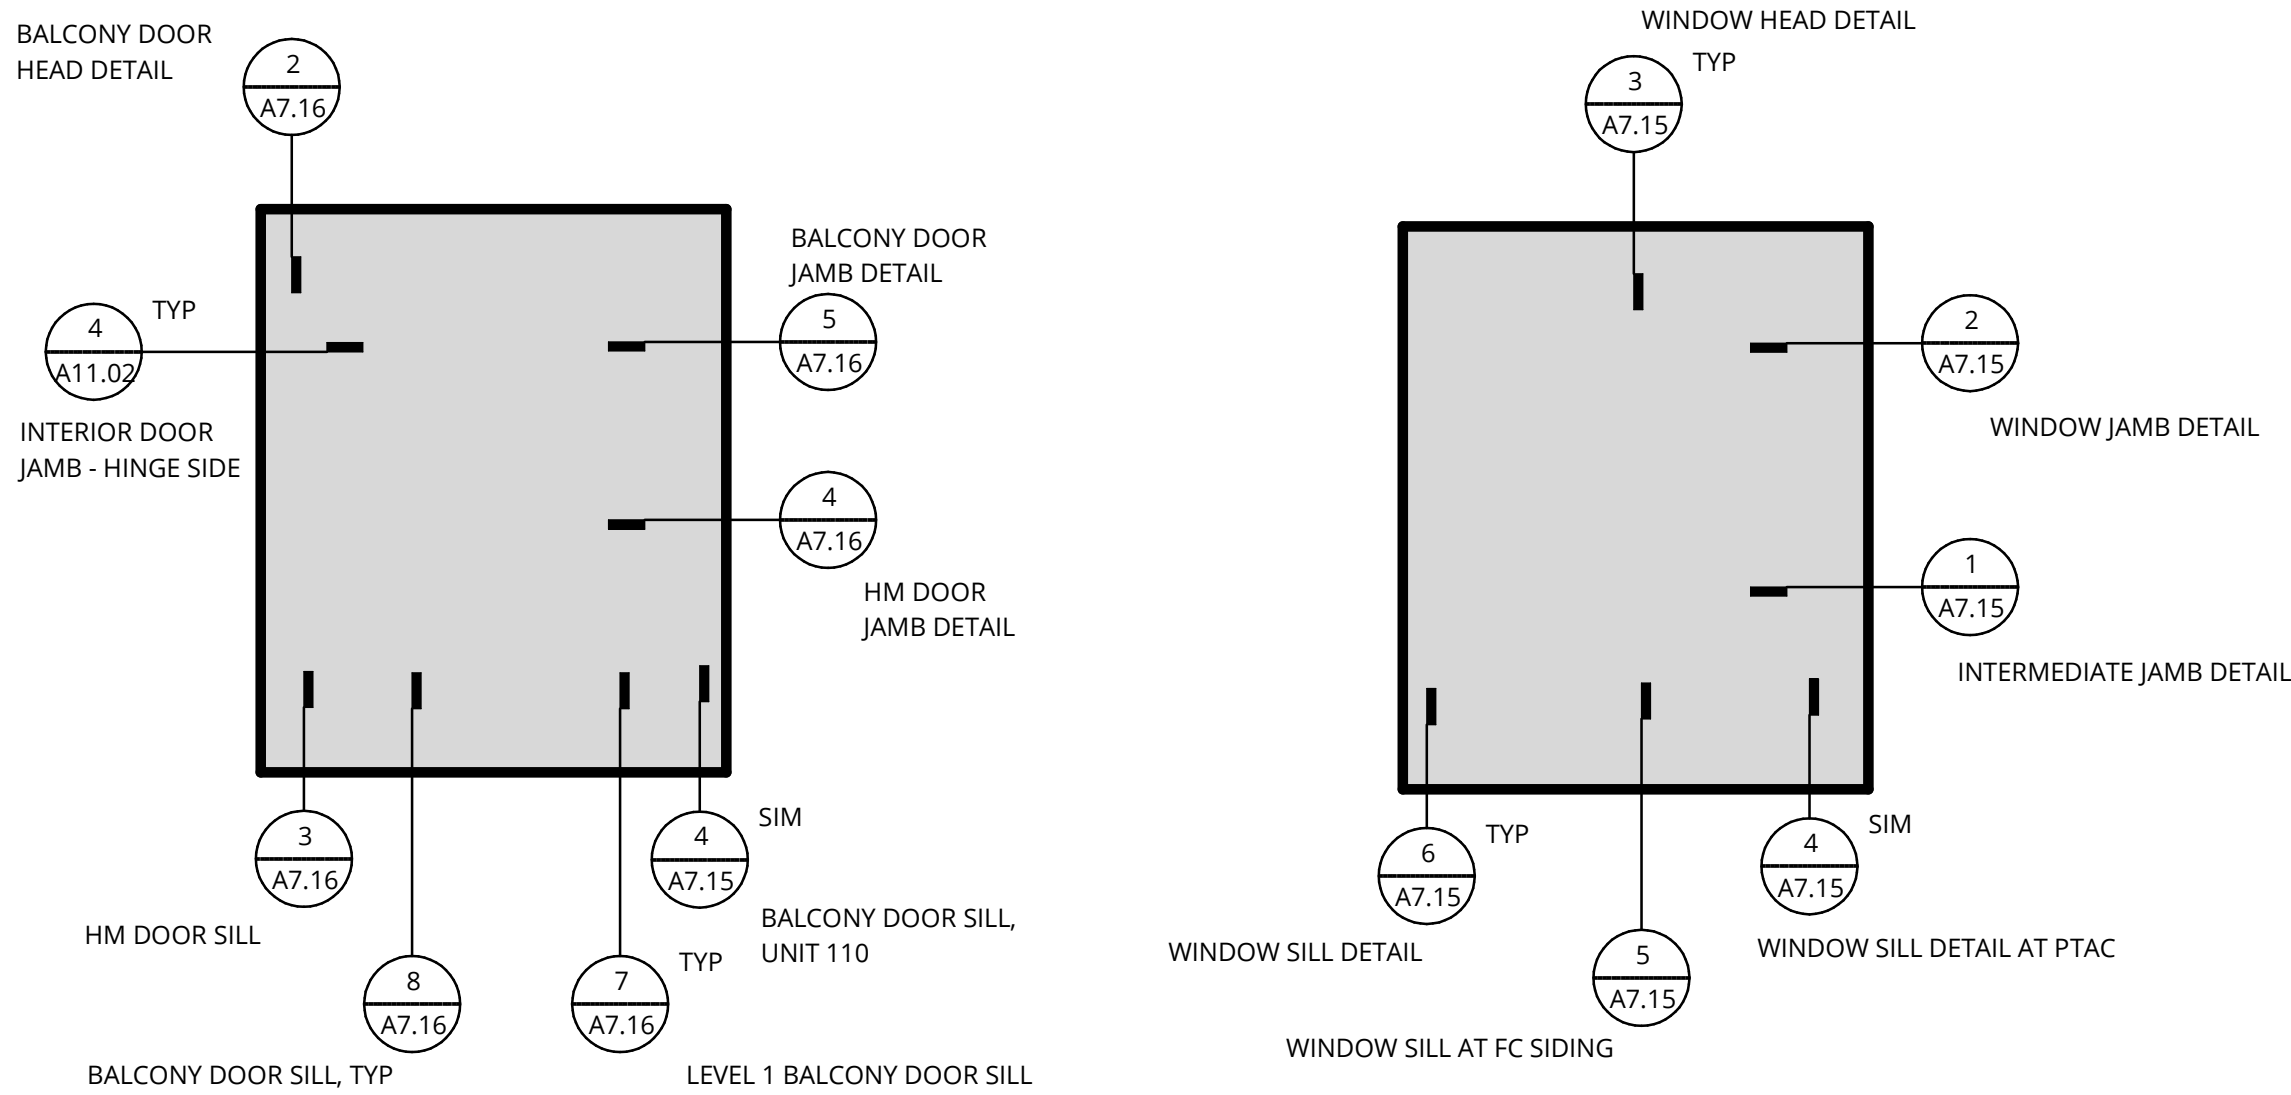 BALCONY DOOR
HEAD DETAIL
2
A7.16
TYP
4
A11.02
INTERIOR DOOR
JAMB - HINGE SIDE
BALCONY DOOR
JAMB DETAIL
5
A7.16
4
A7.16
HM DOOR
JAMB DETAIL
3
A7.16
HM DOOR SILL
8
A7.16
BALCONY DOOR SILL, TYP
TYP
7
A7.16
LEVEL 1 BALCONY DOOR SILL
SIM
4
A7.15
BALCONY DOOR SILL,
UNIT 110
WINDOW HEAD DETAIL
TYP
3
A7.15
2
A7.15
WINDOW JAMB DETAIL
1
A7.15
INTERMEDIATE JAMB DETAIL
TYP
6
A7.15
WINDOW SILL DETAIL
5
A7.15
WINDOW SILL AT FC SIDING
SIM
4
A7.15
WINDOW SILL DETAIL AT PTAC